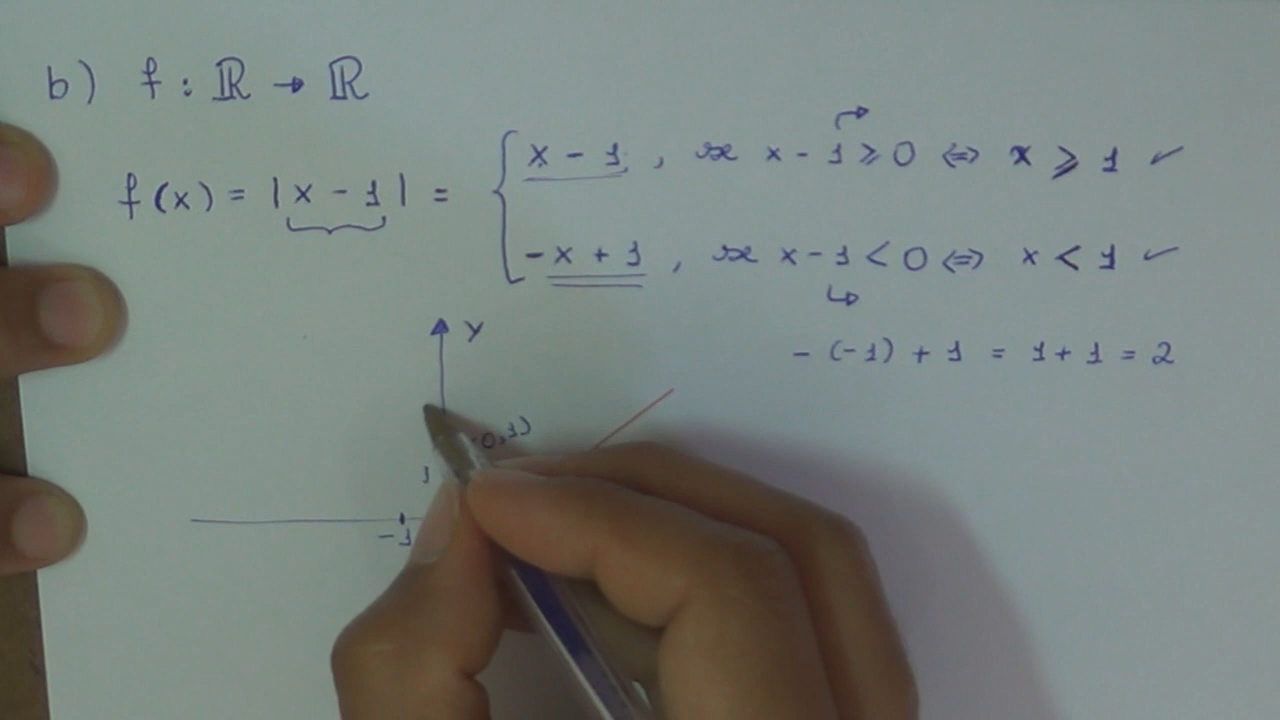 b) f : ℝ → ℝ
f(x) = |x - 1| = { x - 1 , se x - 1 ⩾ 0 ⇔ x ⩾ 1 ✓
-x + 1 , se x - 1 < 0 ⇔ x < 1 ✓
- (-1) + 1 = 1 + 1 = 2
y
0,1)
1
-1